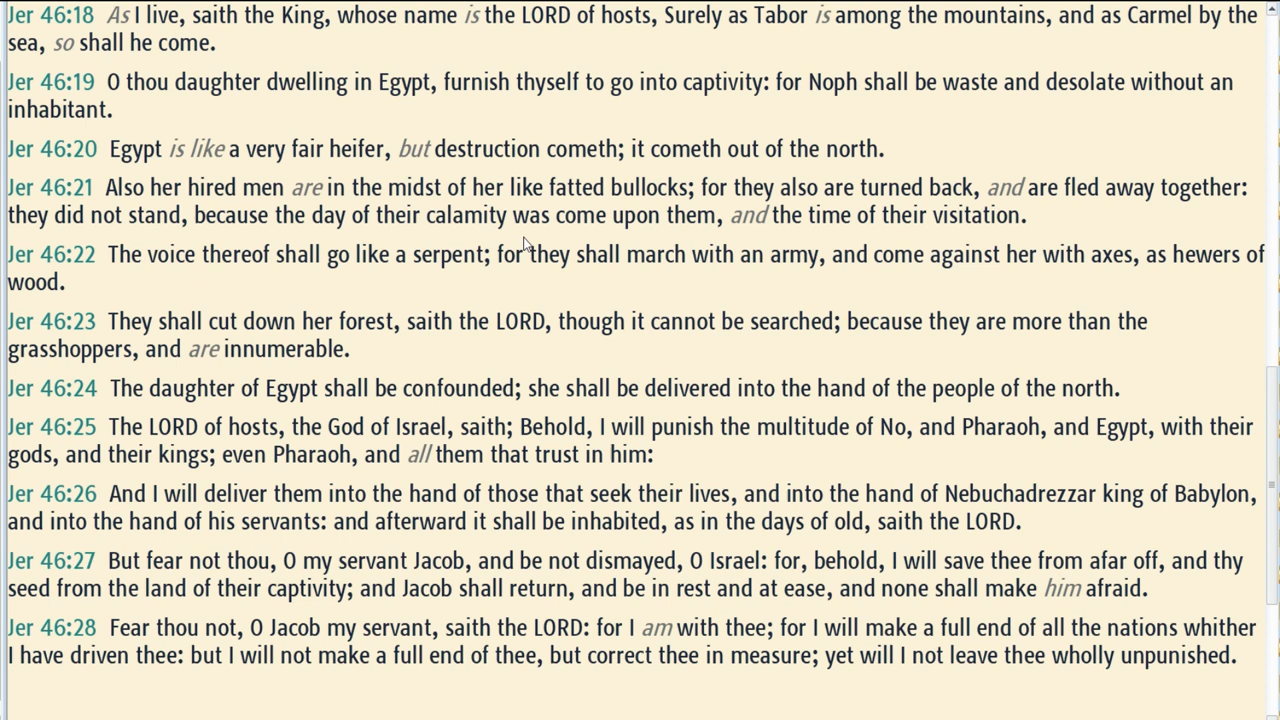 Jer 46:18 As I live, saith the King, whose name is the LORD of hosts, Surely as Tabor is among the mountains, and as Carmel by the
sea, so shall he come.
Jer 46:19 O thou daughter dwelling in Egypt, furnish thyself to go into captivity: for Noph shall be waste and desolate without an
inhabitant.
Jer 46:20 Egypt is like a very fair heifer, but destruction cometh; it cometh out of the north.
Jer 46:21 Also her hired men are in the midst of her like fatted bullocks; for they also are turned back, and are fled away together:
they did not stand, because the day of their calamity was come upon them, and the time of their visitation.
Jer 46:22 The voice thereof shall go like a serpent; for they shall march with an army, and come against her with axes, as hewers of
wood.
Jer 46:23 They shall cut down her forest, saith the LORD, though it cannot be searched; because they are more than the
grasshoppers, and are innumerable.
Jer 46:24 The daughter of Egypt shall be confounded; she shall be delivered into the hand of the people of the north.
Jer 46:25 The LORD of hosts, the God of Israel, saith; Behold, I will punish the multitude of No, and Pharaoh, and Egypt, with their
gods, and their kings; even Pharaoh, and all them that trust in him:
Jer 46:26 And I will deliver them into the hand of those that seek their lives, and into the hand of Nebuchadrezzar king of Babylon,
and into the hand of his servants: and afterward it shall be inhabited, as in the days of old, saith the LORD.
Jer 46:27 But fear not thou, O my servant Jacob, and be not dismayed, O Israel: for, behold, I will save thee from afar off, and thy
seed from the land of their captivity; and Jacob shall return, and be in rest and at ease, and none shall make him afraid.
Jer 46:28 Fear thou not, O Jacob my servant, saith the LORD: for I am with thee; for I will make a full end of all the nations whither
I have driven thee: but I will not make a full end of thee, but correct thee in measure; yet will I not leave thee wholly unpunished.